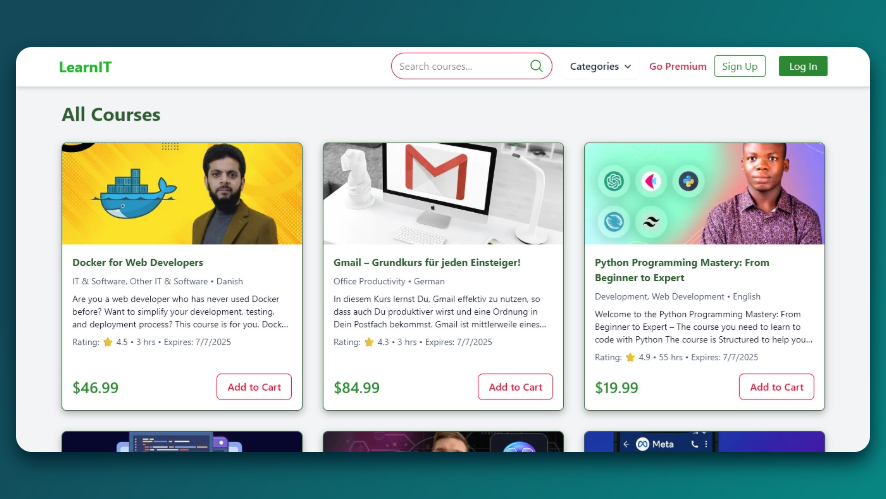 LearnIT
Search courses...
Categories
Go Premium
Sign Up
Log In
All Courses
Docker for Web Developers
IT & Software, Other IT & Software • Danish
Are you a web developer who has never used Docker
before? Want to simplify your development, testing,
and deployment process? This course is for you. Dock...
Rating: ⭐ 4.5 • 3 hrs • Expires: 7/7/2025
$46.99
Add to Cart
Gmail – Grundkurs für jeden Einsteiger!
Office Productivity • German
In diesem Kurs lernst Du, Gmail effektiv zu nutzen, so
dass auch Du produktiver wirst und eine Ordnung in
Dein Postfach bekommst. Gmail ist mittlerweile eines...
Rating: ⭐ 4.3 • 3 hrs • Expires: 7/7/2025
$84.99
Add to Cart
Python Programming Mastery: From
Beginner to Expert
Development, Web Development • English
Welcome to the Python Programming Mastery: From
Beginner to Expert – The course you need to learn to
code with Python The course is Structured to help you...
Rating: ⭐ 4.9 • 55 hrs • Expires: 7/7/2025
$19.99
Add to Cart
Meta